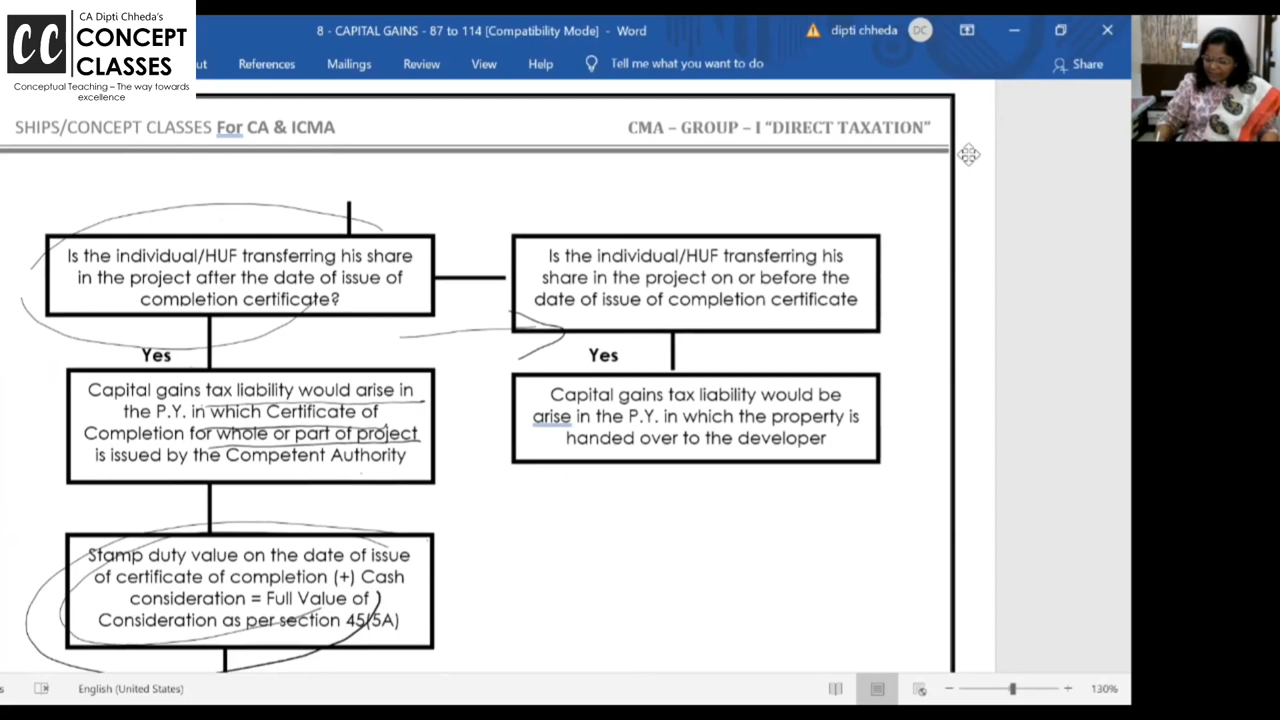 CA Dipti Chheda's
CC CONCEPT
CLASSES
Conceptual Teaching – The way towards
excellence
8 - CAPITAL GAINS - 87 to 114 [Compatibility Mode] - Word
dipti chheda DC
ut References Mailings Review View Help Tell me what you want to do Share
SHIPS/CONCEPT CLASSES For CA & ICMA
CMA – GROUP – I "DIRECT TAXATION"
Is the individual/HUF transferring his share
in the project after the date of issue of
completion certificate?
Is the individual/HUF transferring his
share in the project on or before the
date of issue of completion certificate
Yes
Yes
Capital gains tax liability would arise in
the P.Y. in which Certificate of
Completion for whole or part of project
is issued by the Competent Authority
Capital gains tax liability would be
arise in the P.Y. in which the property is
handed over to the developer
Stamp duty value on the date of issue
of certificate of completion (+) Cash
consideration = Full Value of
Consideration as per section 45(5A)
s English (United States) 130%